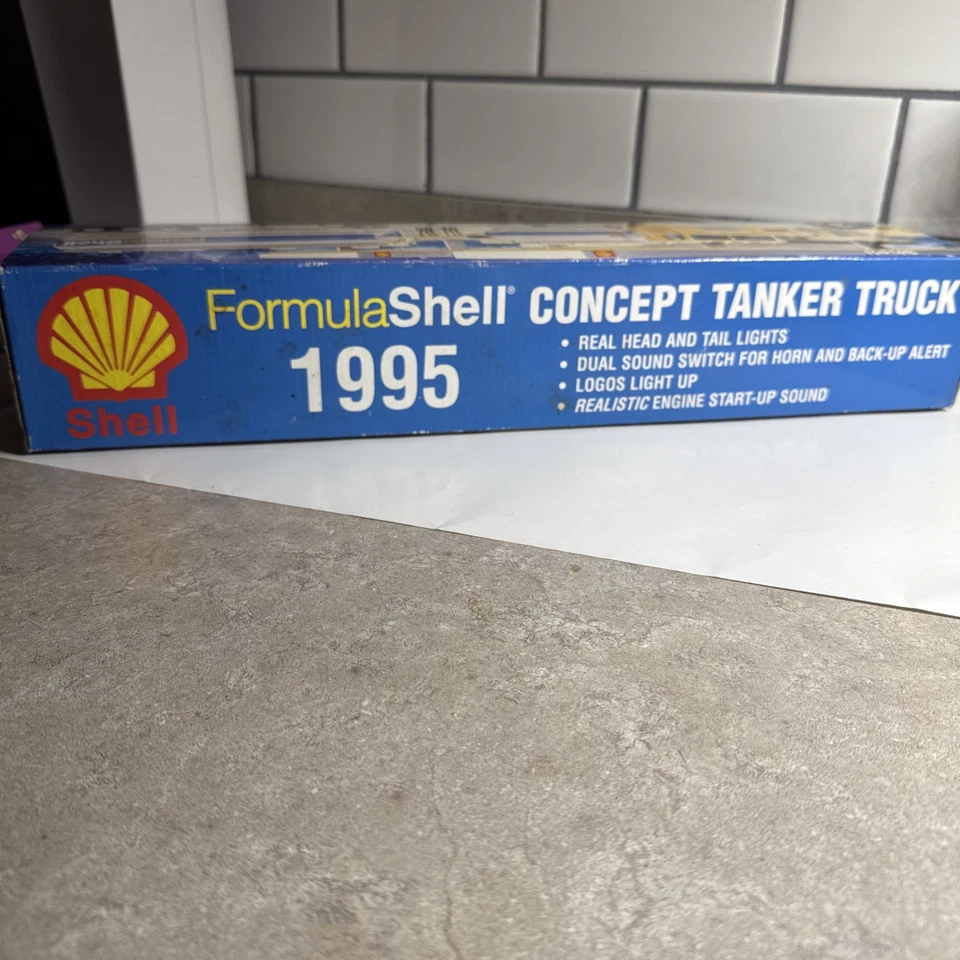 FormulaShell® CONCEPT TANKER TRUCK
1995
• REAL HEAD AND TAIL LIGHTS
• DUAL SOUND SWITCH FOR HORN AND BACK-UP ALERT
• LOGOS LIGHT UP
• REALISTIC ENGINE START-UP SOUND
Shell